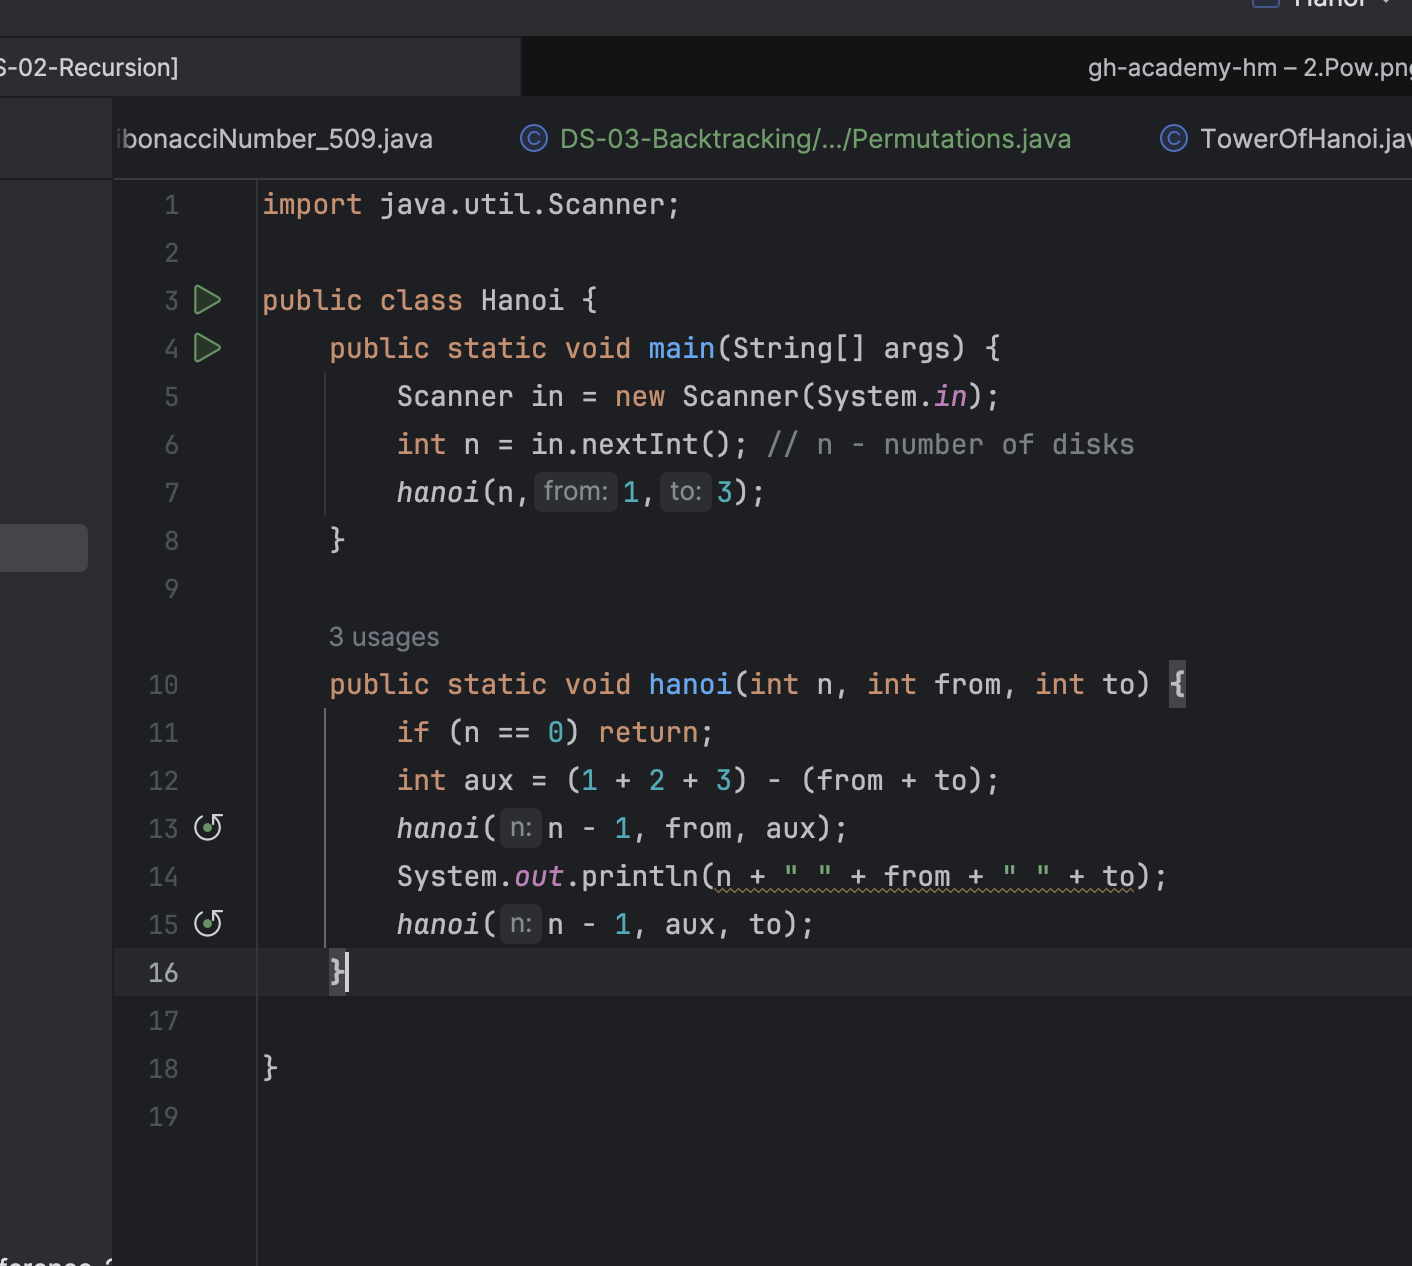 Hanoi
S-02-Recursion]
gh-academy-hm – 2.Pow.png
ibonacciNumber_509.java
DS-03-Backtracking/.../Permutations.java
TowerOfHanoi.jav
1 import java.util.Scanner;
2
3 public class Hanoi {
4 public static void main(String[] args) {
5 Scanner in = new Scanner(System.in);
6 int n = in.nextInt(); // n - number of disks
7 hanoi(n, from: 1, to: 3);
8 }
9
3 usages
10 public static void hanoi(int n, int from, int to) {
11 if (n == 0) return;
12 int aux = (1 + 2 + 3) - (from + to);
13 hanoi( n: n - 1, from, aux);
14 System.out.println(n + " " + from + " " + to);
15 hanoi( n: n - 1, aux, to);
16 }
17
18 }
19